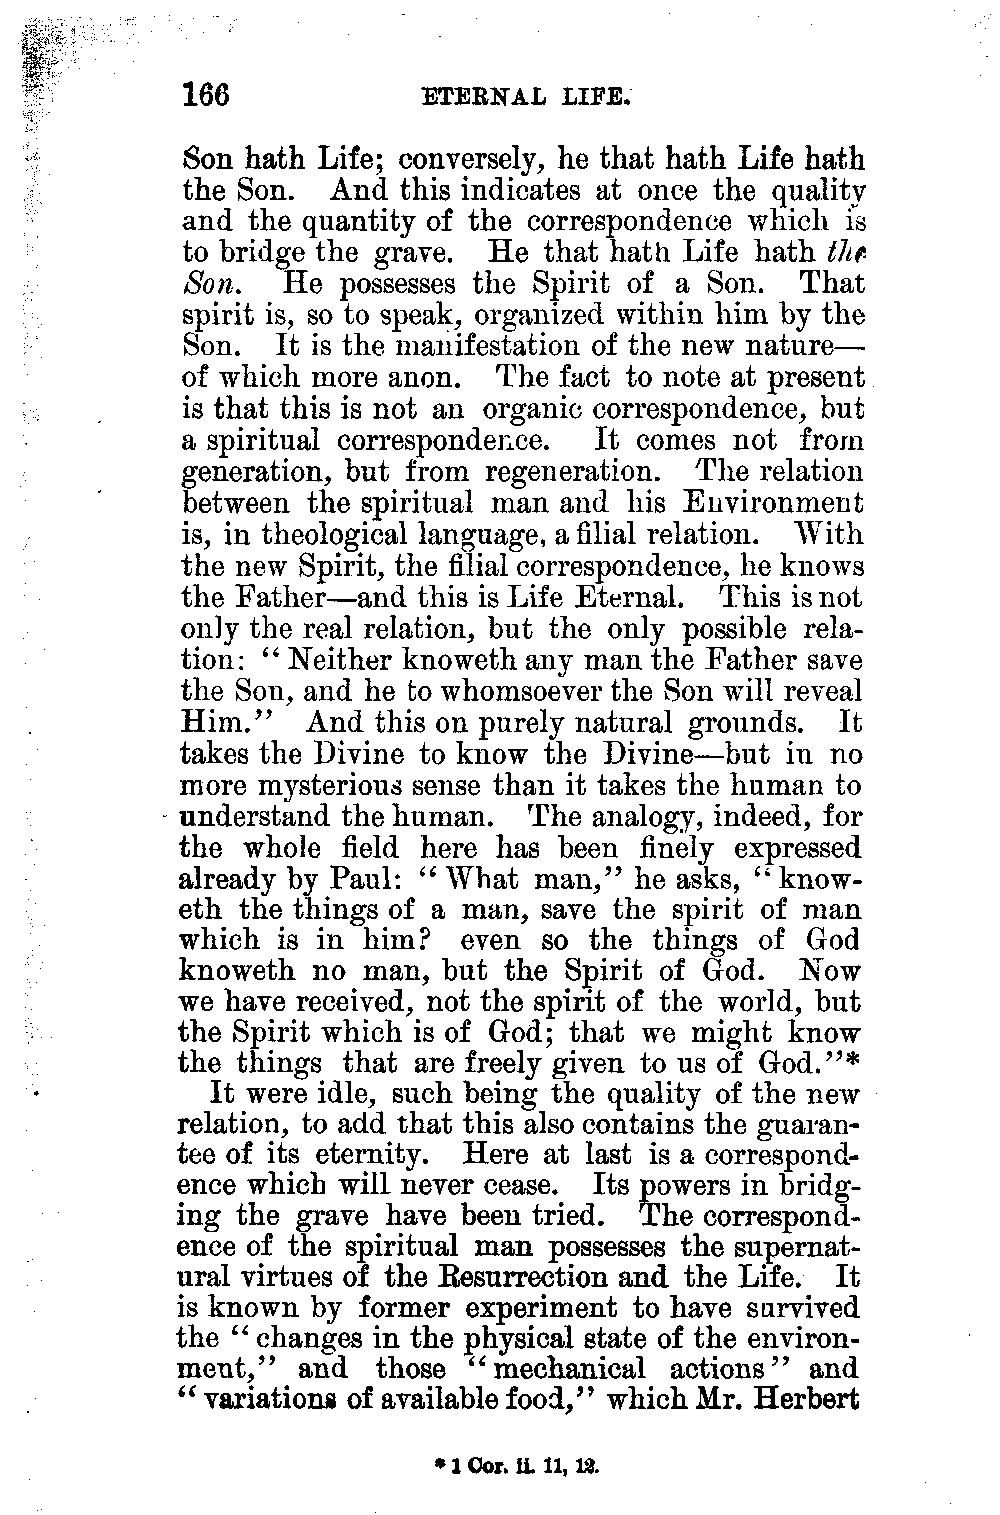 166 ETERNAL LIFE.
Son hath Life; conversely, he that hath Life hath
the Son. And this indicates at once the quality
and the quantity of the correspondence which is
to bridge the grave. He that hath Life hath the
Son. He possesses the Spirit of a Son. That
spirit is, so to speak, organized within him by the
Son. It is the manifestation of the new nature—
of which more anon. The fact to note at present
is that this is not an organic correspondence, but
a spiritual correspondence. It comes not from
generation, but from regeneration. The relation
between the spiritual man and his Environment
is, in theological language, a filial relation. With
the new Spirit, the filial correspondence, he knows
the Father—and this is Life Eternal. This is not
only the real relation, but the only possible rela-
tion: “Neither knoweth any man the Father save
the Son, and he to whomsoever the Son will reveal
Him.” And this on purely natural grounds. It
takes the Divine to know the Divine—but in no
more mysterious sense than it takes the human to
understand the human. The analogy, indeed, for
the whole field here has been finely expressed
already by Paul: “What man,” he asks, “know-
eth the things of a man, save the spirit of man
which is in him? even so the things of God
knoweth no man, but the Spirit of God. Now
we have received, not the spirit of the world, but
the Spirit which is of God; that we might know
the things that are freely given to us of God.”*
It were idle, such being the quality of the new
relation, to add that this also contains the guaran-
tee of its eternity. Here at last is a correspond-
ence which will never cease. Its powers in bridg-
ing the grave have been tried. The correspond-
ence of the spiritual man possesses the supernat-
ural virtues of the Resurrection and the Life. It
is known by former experiment to have survived
the “changes in the physical state of the environ-
ment,” and those “mechanical actions” and
“variations of available food,” which Mr. Herbert
* 1 Cor. ii. 11, 12.